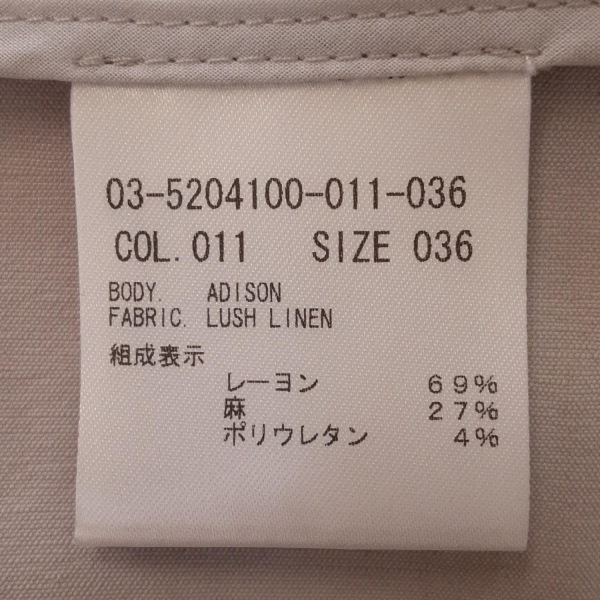 03-5204100-011-036
COL.011 SIZE 036
BODY. ADISON
FABRIC. LUSH LINEN
組成表示
レーヨン 69%
麻 27%
ポリウレタン 4%